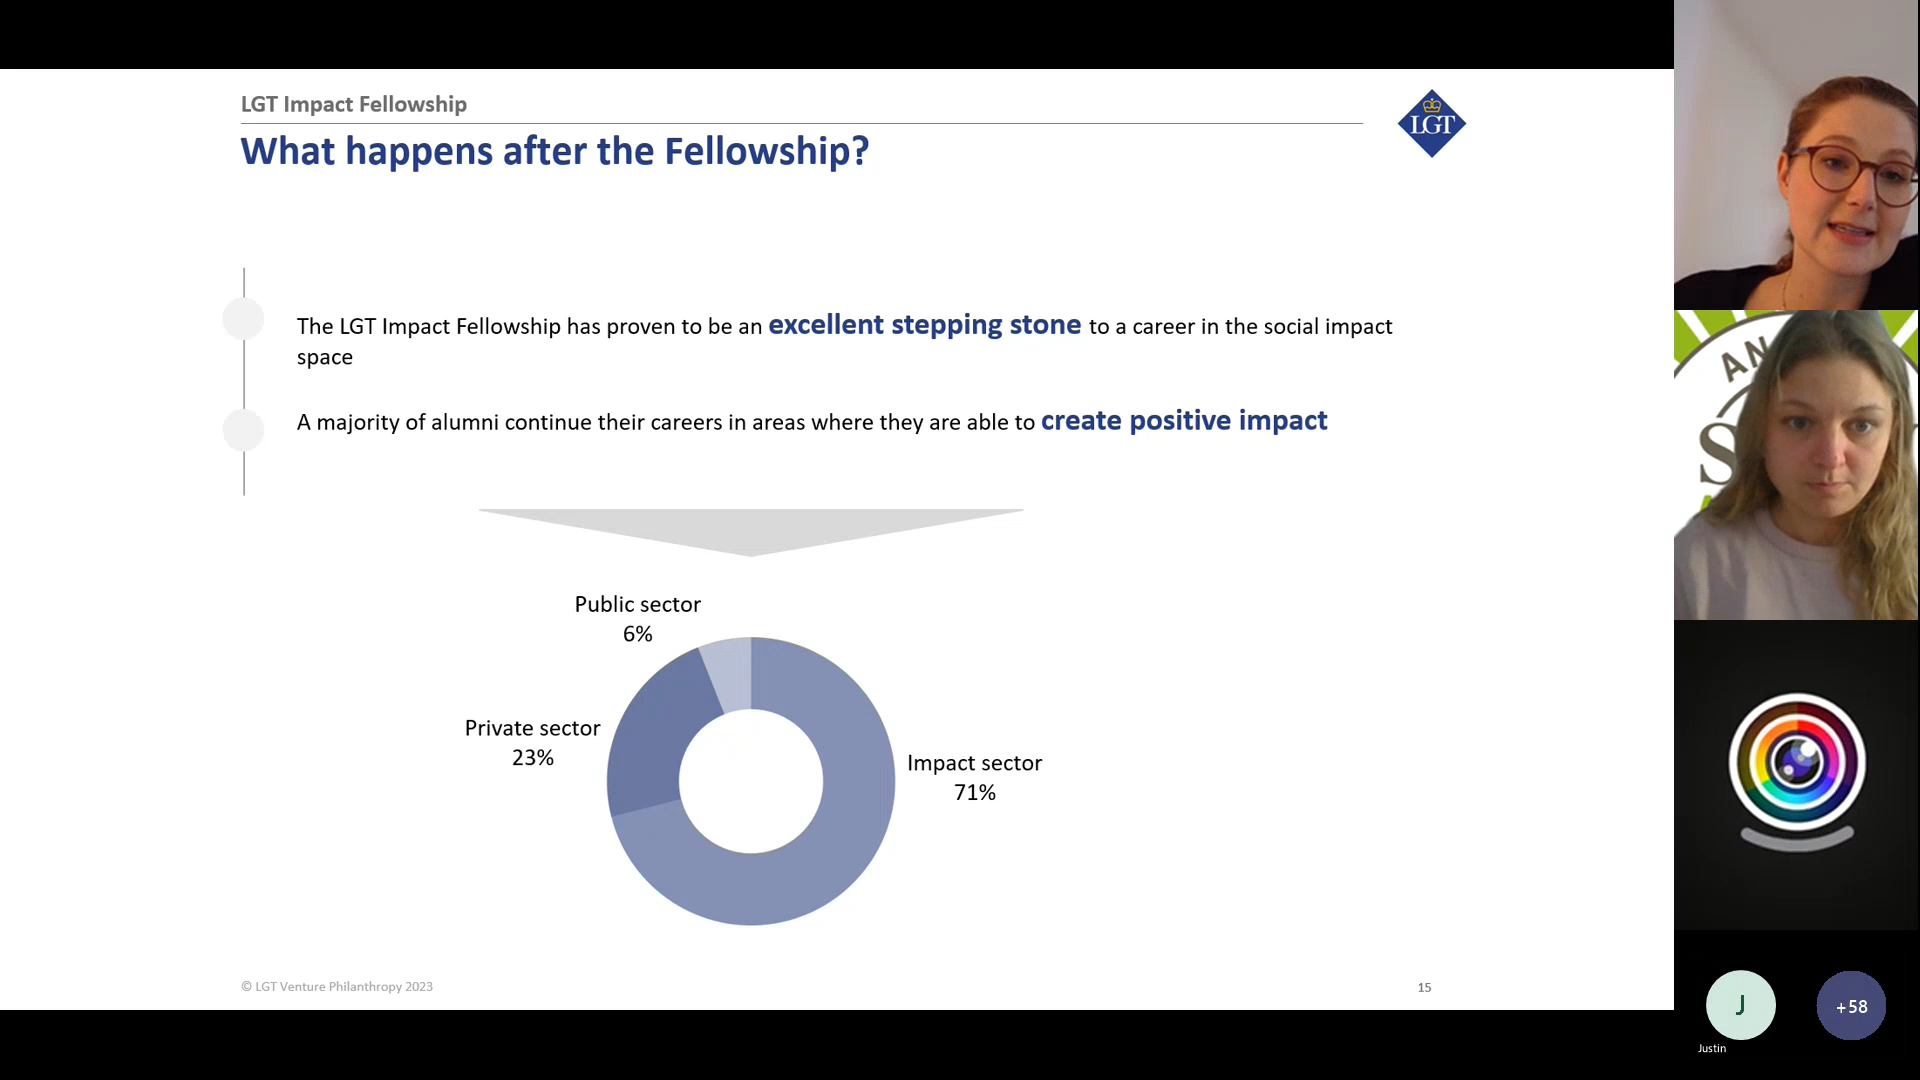 LGT Impact Fellowship
What happens after the Fellowship?
LGT
The LGT Impact Fellowship has proven to be an excellent stepping stone to a career in the social impact
space
A majority of alumni continue their careers in areas where they are able to create positive impact
Public sector
6%
Private sector
23%
Impact sector
71%
© LGT Venture Philanthropy 2023
15
AN
S
J
Justin
+58